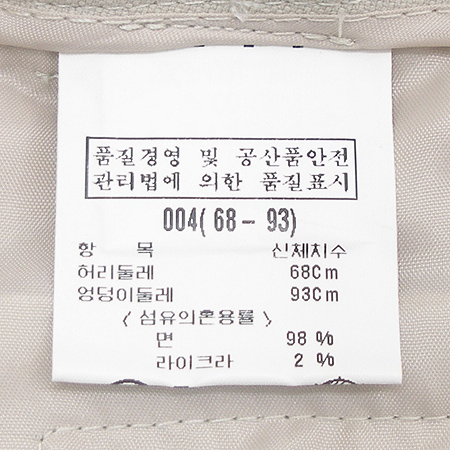 품질경영 및 공산품안전
관리법에 의한 품질표시
004( 68 - 93)
항 목 신체치수
허리둘레 68Cm
엉덩이둘레 93Cm
〈 섬유의혼용률 〉
면 98 %
라이크라 2 %